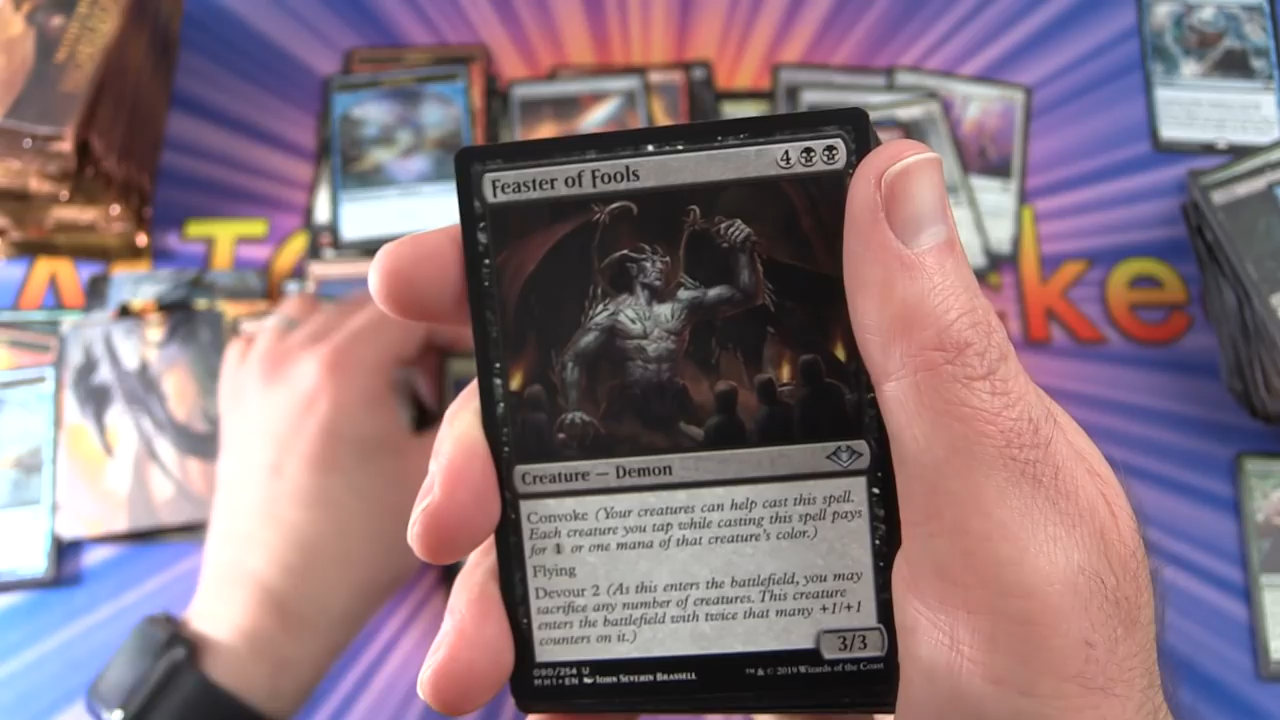 Feaster of Fools 4
ke
Creature — Demon
Convoke (Your creatures can help cast this spell.
Each creature you tap while casting this spell pays
for 1 or one mana of that creature's color.)
Flying
Devour 2 (As this enters the battlefield, you may
sacrifice any number of creatures. This creature
enters the battlefield with twice that many +1/+1
counters on it.)
3/3
090/254 U
MH1 • EN John Severin Brassell
™ & © 2019 Wizards of the Coast